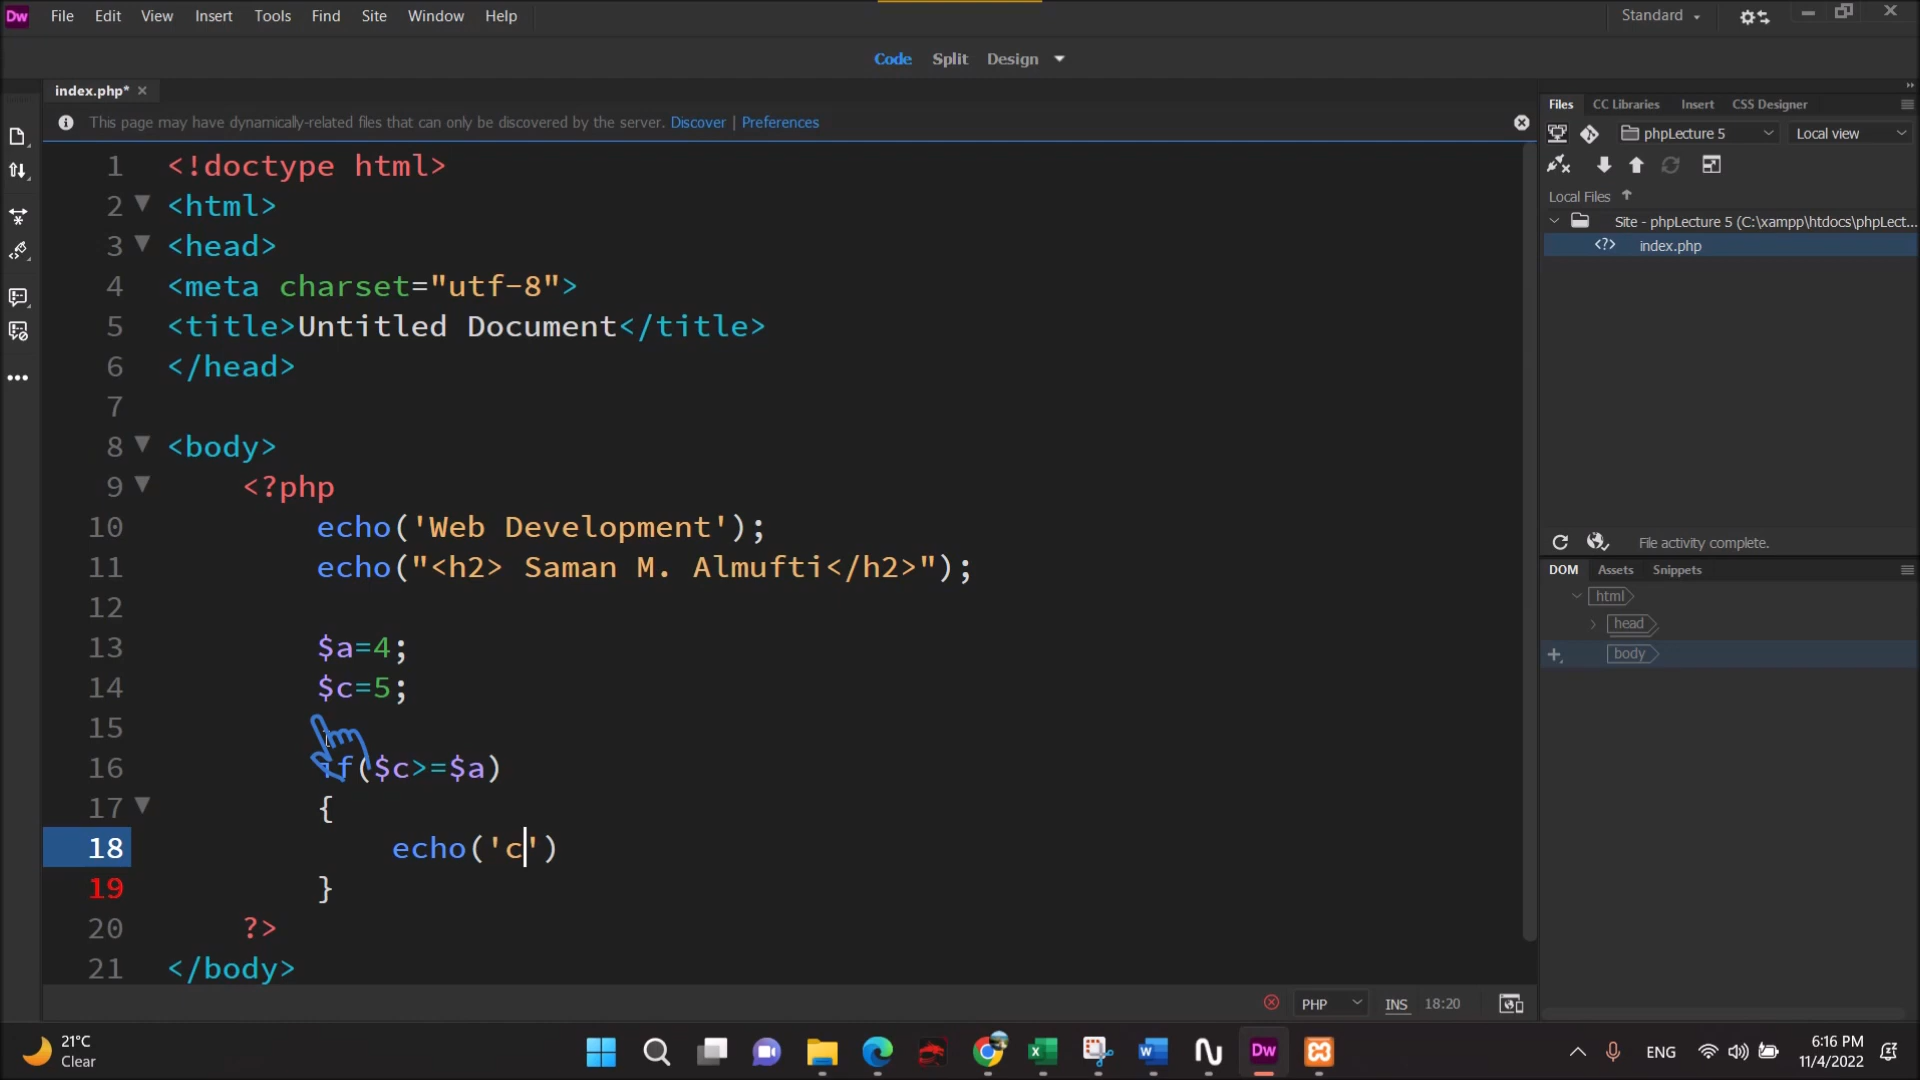 Dw File Edit View Insert Tools Find Site Window Help
Standard
Code Split Design
index.php*
This page may have dynamically-related files that can only be discovered by the server. Discover | Preferences
1 <!doctype html>
2 <html>
3 <head>
4 <meta charset="utf-8">
5 <title>Untitled Document</title>
6 </head>
7
8 <body>
9 <?php
10 echo('Web Development');
11 echo("<h2> Saman M. Almufti</h2>");
12
13 $a=4;
14 $c=5;
15
16 if($c>=$a)
17 {
18 echo('c')
19 }
20 ?>
21 </body>
PHP INS 18:20
Files CC Libraries Insert CSS Designer
phpLecture 5 Local view
Local Files
Site - phpLecture 5 (C:\xampp\htdocs\phpLect...
index.php
File activity complete.
DOM Assets Snippets
html
head
body
21°C
Clear
Dw
ENG
6:16 PM
11/4/2022